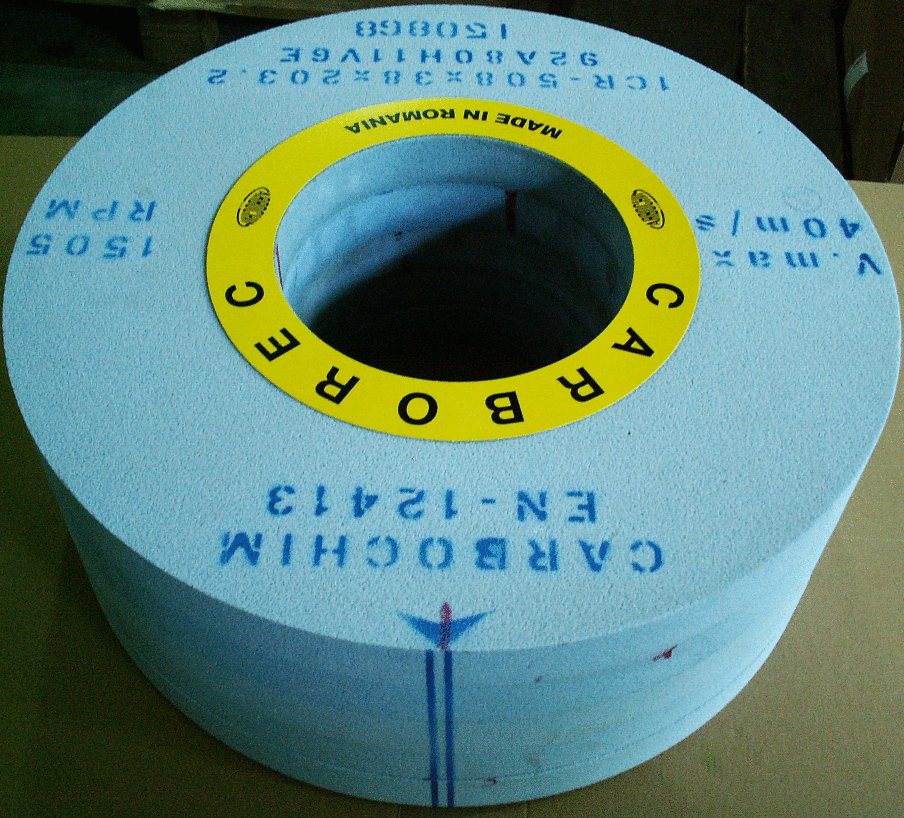 CARBOCHIM
EN-12413
CARBOREC
V.max
40m/s
1505
RPM
MADE IN ROMANIA
1CR-508x38x203.2
92A80H11V6E
150868